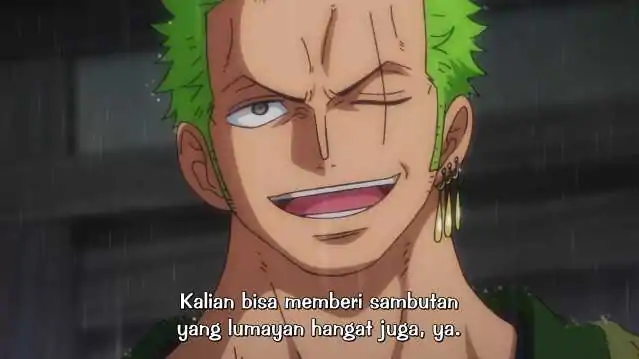 Kalian bisa memberi sambutan
yang lumayan hangat juga, ya.